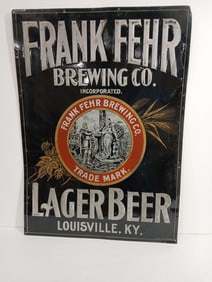 FRANK FEHR
BREWING CO.
INCORPORATED.
FRANK FEHR BREWING CO.
TRADE MARK.
LAGER BEER
LOUISVILLE, KY.